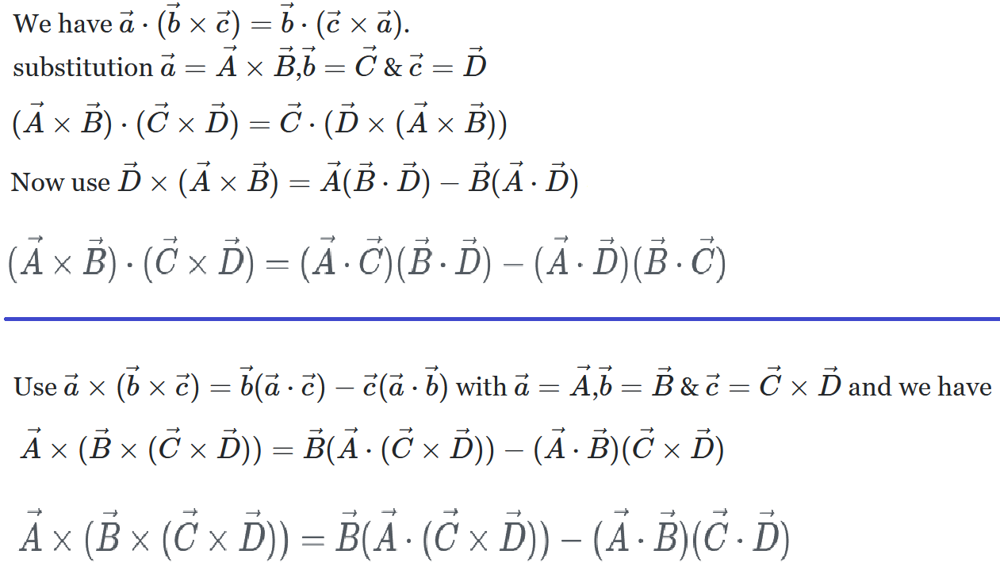 We have $\vec{a} \cdot (\vec{b} \times \vec{c}) = \vec{b} \cdot (\vec{c} \times \vec{a})$.
substitution $\vec{a} = \vec{A} \times \vec{B}$,$\vec{b} = \vec{C}$ & $\vec{c} = \vec{D}$
$(\vec{A} \times \vec{B}) \cdot (\vec{C} \times \vec{D}) = \vec{C} \cdot (\vec{D} \times (\vec{A} \times \vec{B}))$
Now use $\vec{D} \times (\vec{A} \times \vec{B}) = \vec{A}(\vec{B} \cdot \vec{D}) - \vec{B}(\vec{A} \cdot \vec{D})$
$(\vec{A} \times \vec{B}) \cdot (\vec{C} \times \vec{D}) = (\vec{A} \cdot \vec{C})(\vec{B} \cdot \vec{D}) - (\vec{A} \cdot \vec{D})(\vec{B} \cdot \vec{C})$
Use $\vec{a} \times (\vec{b} \times \vec{c}) = \vec{b}(\vec{a} \cdot \vec{c}) - \vec{c}(\vec{a} \cdot \vec{b})$ with $\vec{a} = \vec{A}$,$\vec{b} = \vec{B}$ & $\vec{c} = \vec{C} \times \vec{D}$ and we have
$\vec{A} \times (\vec{B} \times (\vec{C} \times \vec{D})) = \vec{B}(\vec{A} \cdot (\vec{C} \times \vec{D})) - (\vec{A} \cdot \vec{B})(\vec{C} \times \vec{D})$
$\vec{A} \times (\vec{B} \times (\vec{C} \times \vec{D})) = \vec{B}(\vec{A} \cdot (\vec{C} \times \vec{D})) - (\vec{A} \cdot \vec{B})(\vec{C} \cdot \vec{D})$